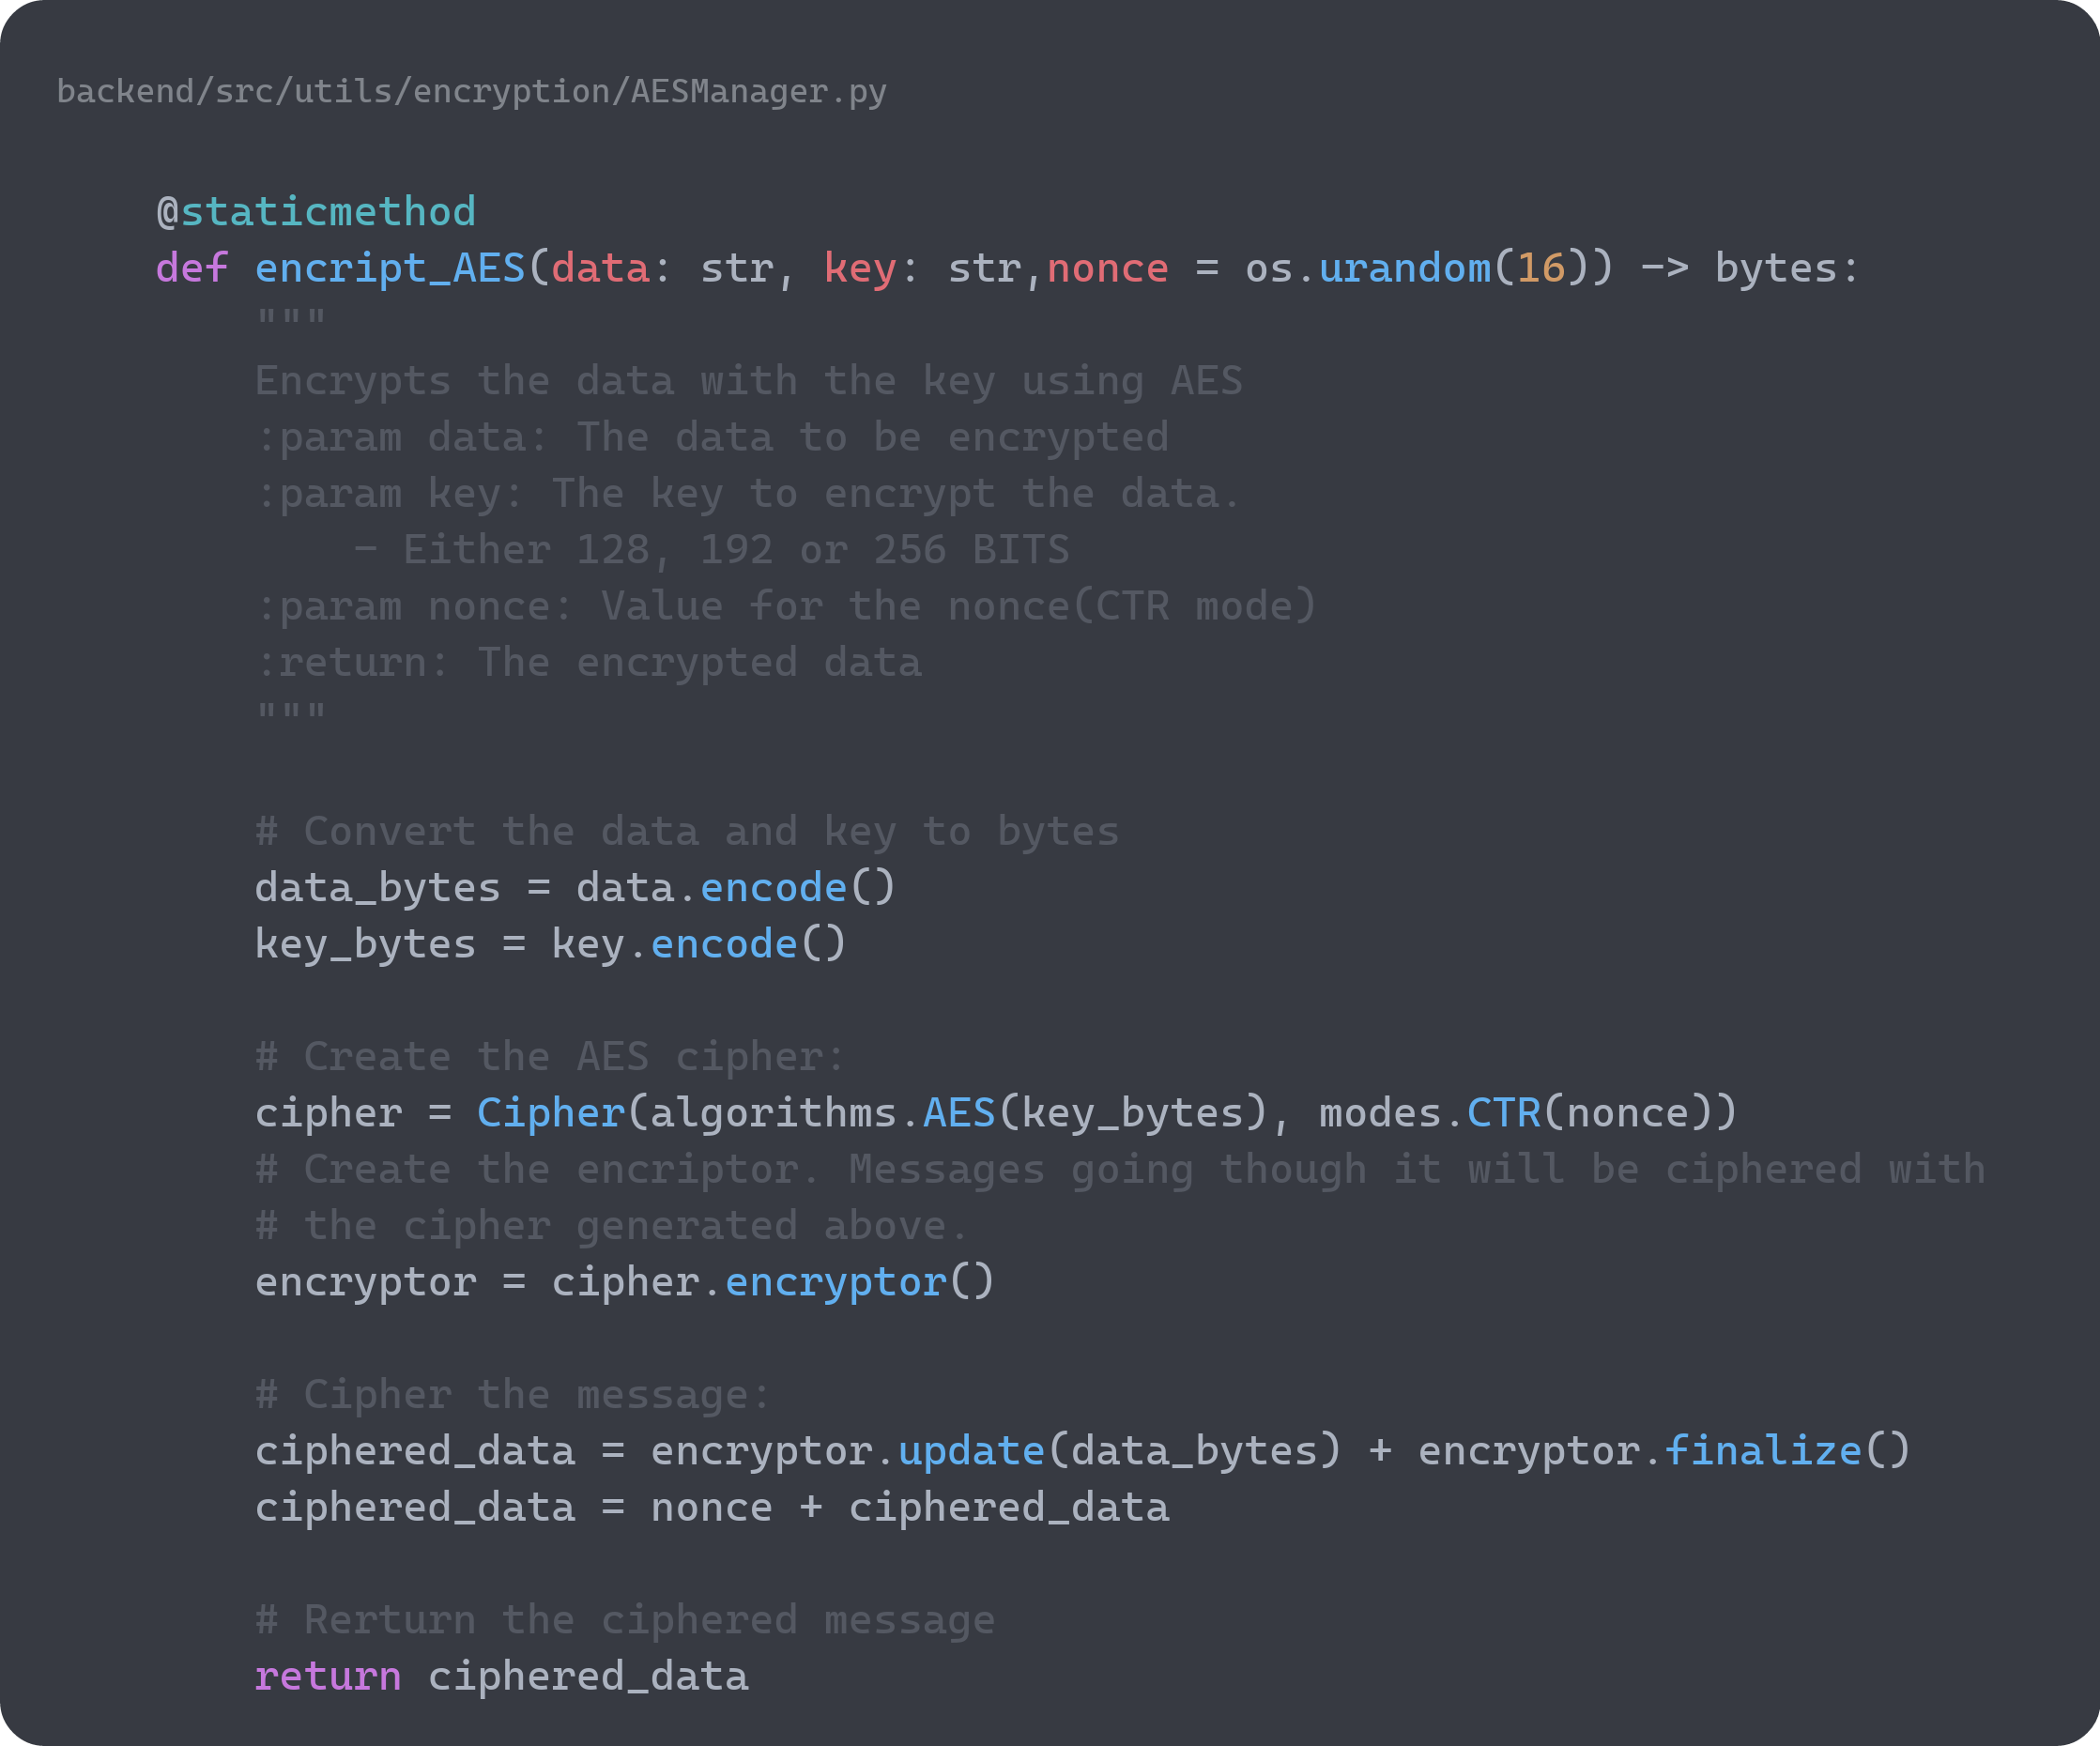 backend/src/utils/encryption/AESManager.py
@staticmethod
def encript_AES(data: str, key: str,nonce = os.urandom(16)) -> bytes:
"""
Encrypts the data with the key using AES
:param data: The data to be encrypted
:param key: The key to encrypt the data.
- Either 128, 192 or 256 BITS
:param nonce: Value for the nonce(CTR mode)
:return: The encrypted data
"""
# Convert the data and key to bytes
data_bytes = data.encode()
key_bytes = key.encode()
# Create the AES cipher:
cipher = Cipher(algorithms.AES(key_bytes), modes.CTR(nonce))
# Create the encriptor. Messages going though it will be ciphered with
# the cipher generated above.
encryptor = cipher.encryptor()
# Cipher the message:
ciphered_data = encryptor.update(data_bytes) + encryptor.finalize()
ciphered_data = nonce + ciphered_data
# Rerturn the ciphered message
return ciphered_data